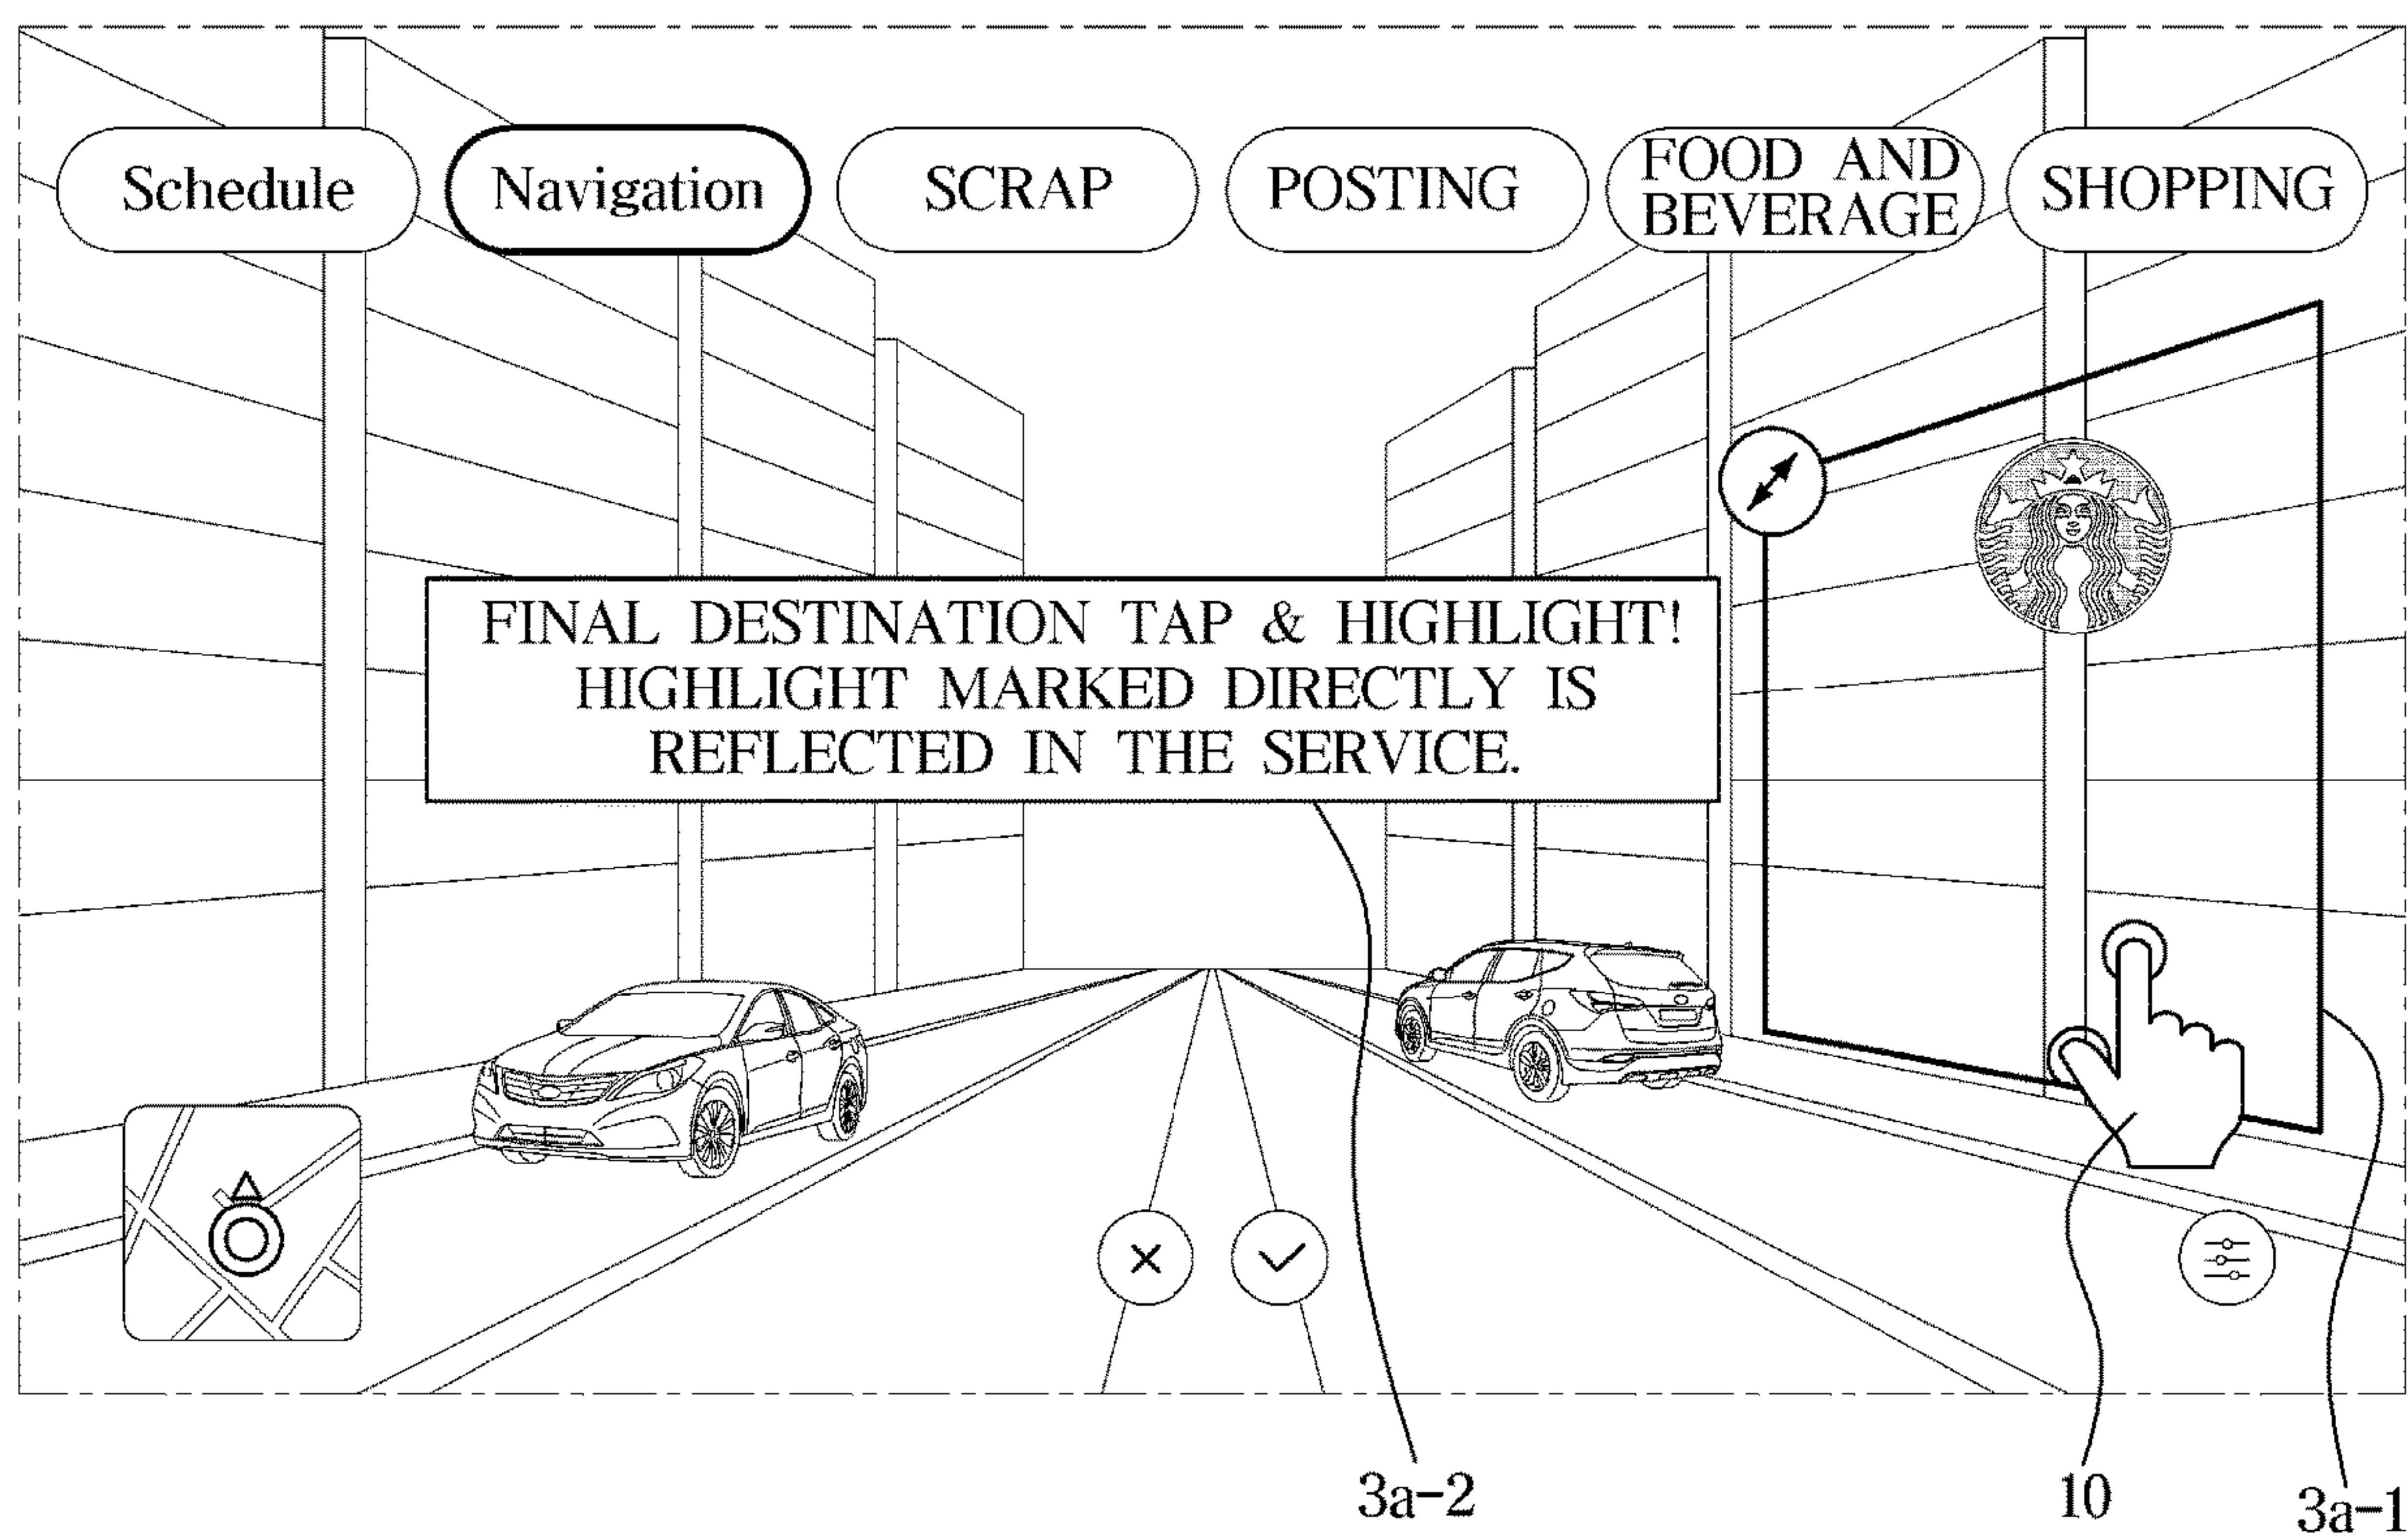 Schedule
Navigation
SCRAP
POSTING
FOOD AND
BEVERAGE
SHOPPING
FINAL DESTINATION TAP & HIGHLIGHT!
HIGHLIGHT MARKED DIRECTLY IS
REFLECTED IN THE SERVICE.
3a-2
10
3a-1